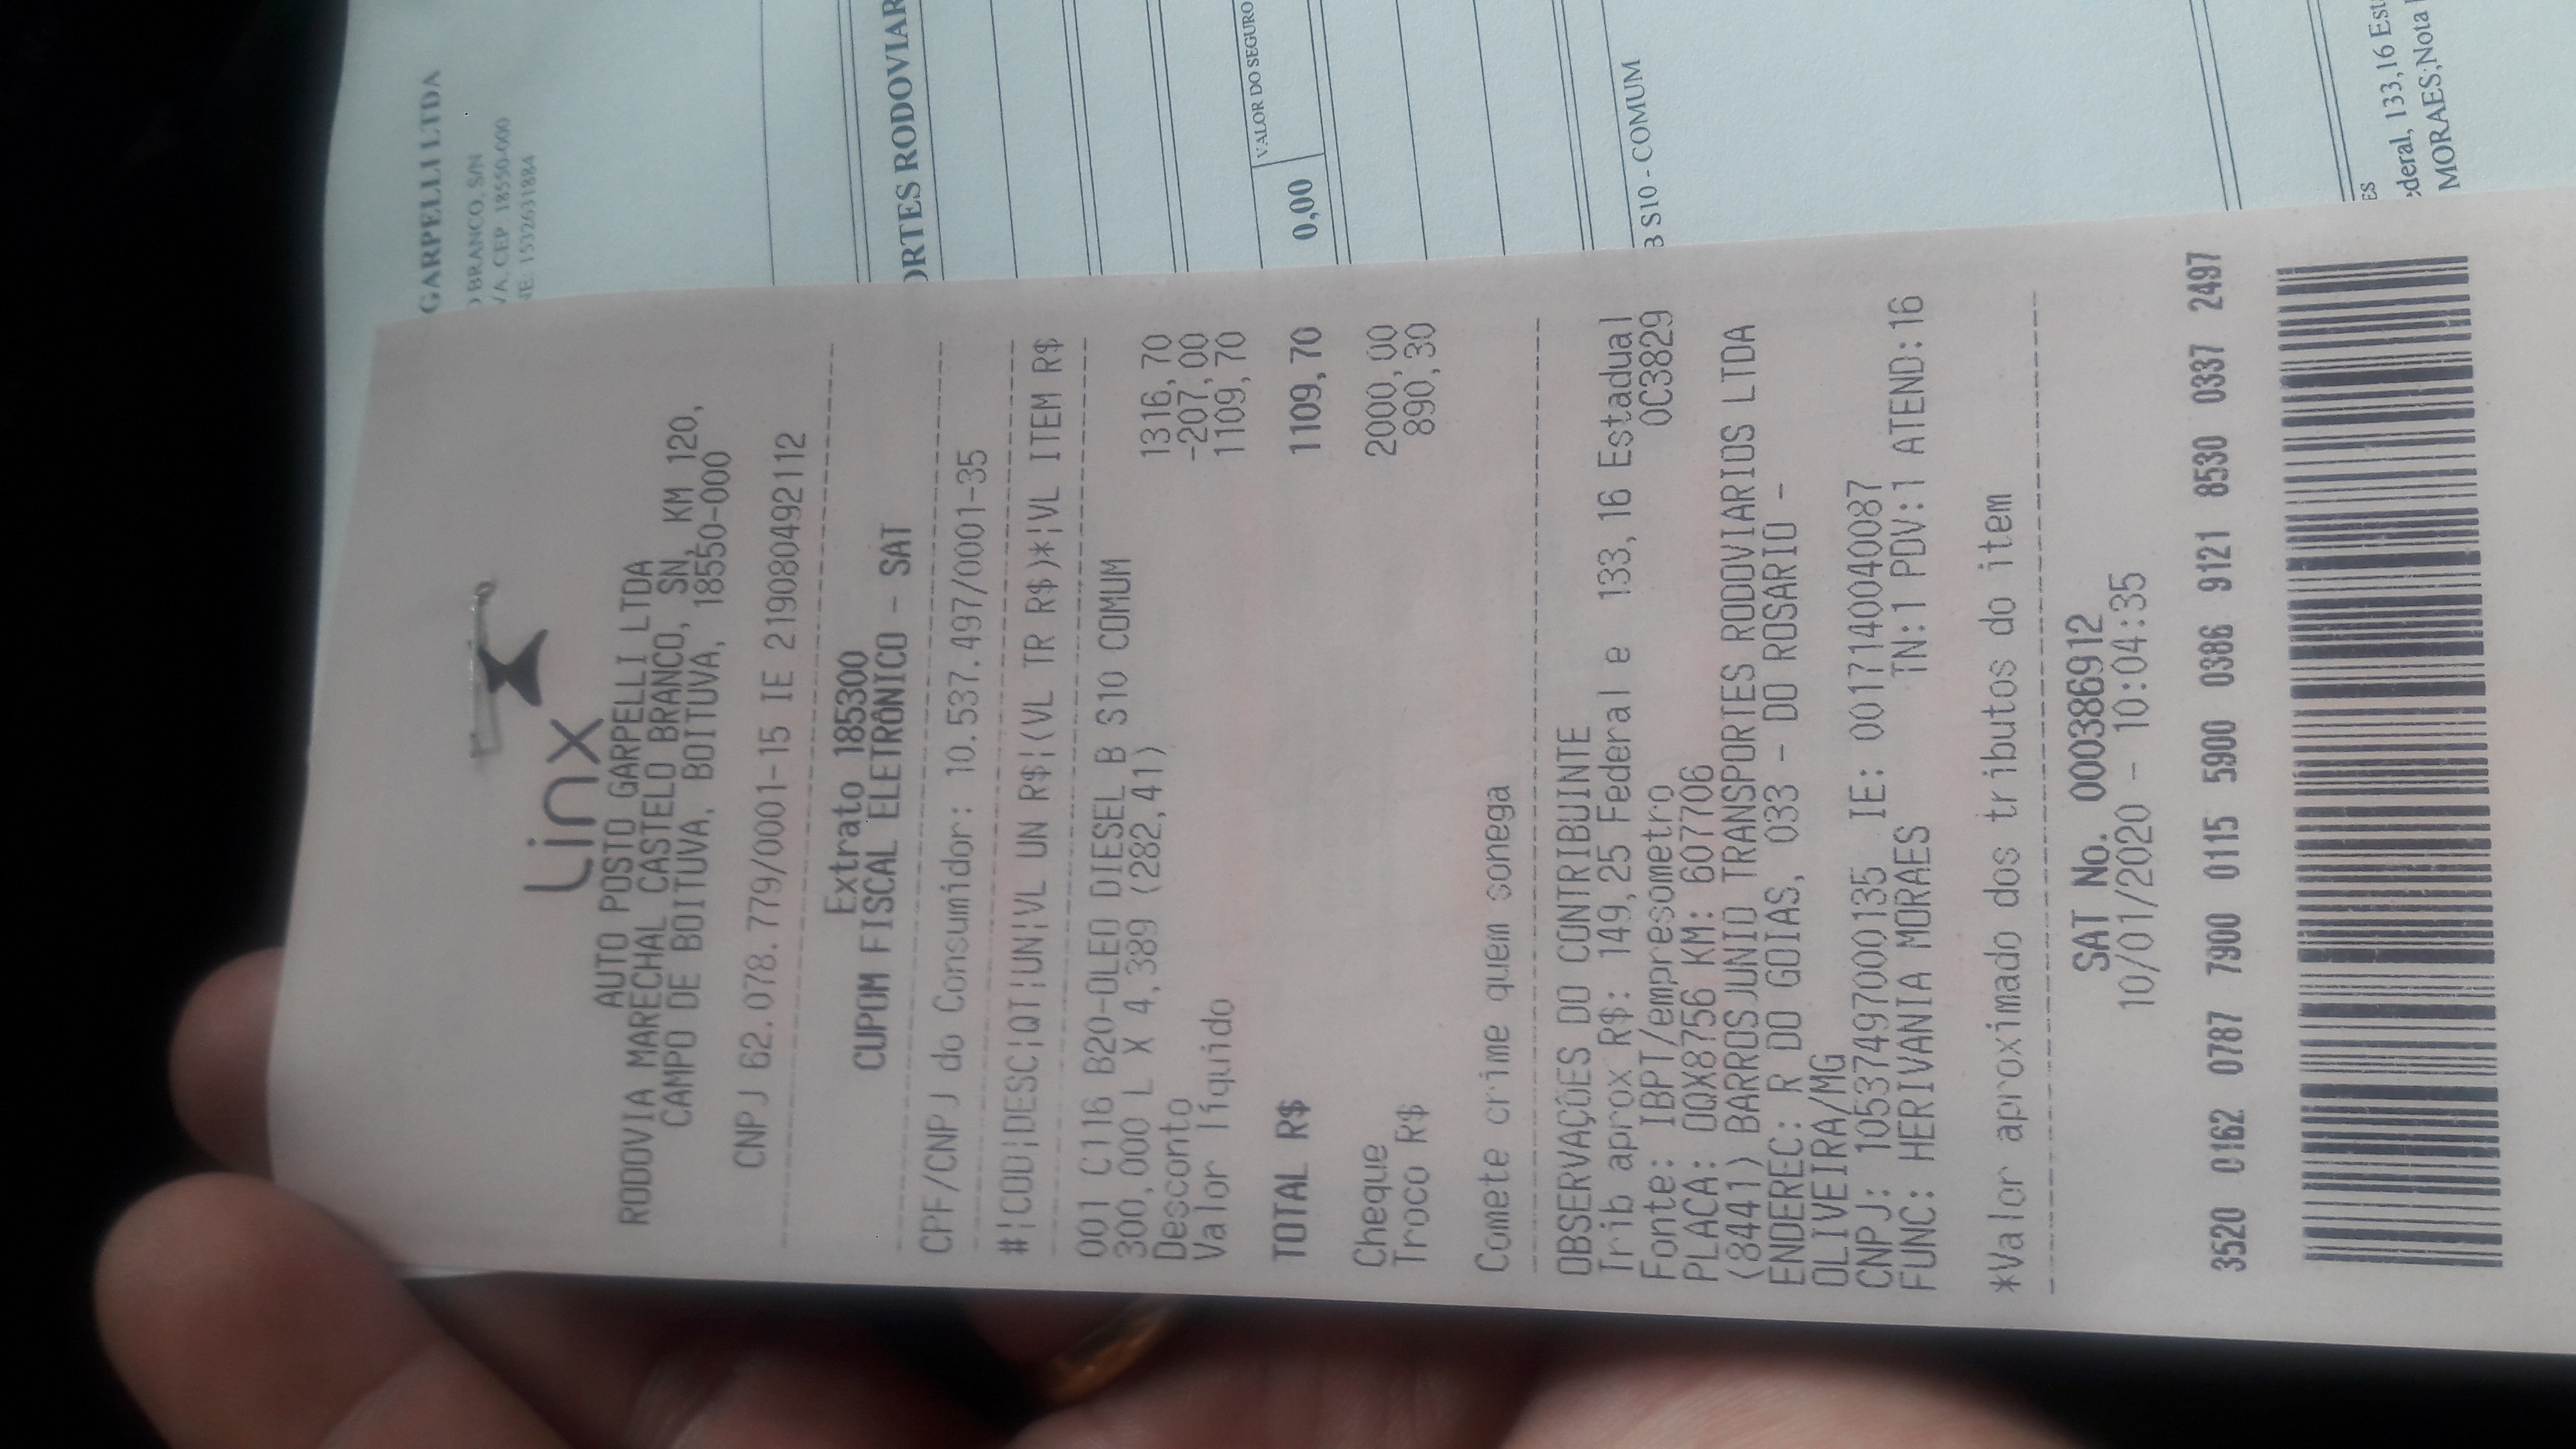 Linx
AUTO POSTO GARPELLI LTDA
RODOVIA MARECHAL CASTELO BRANCO, SN, KM 120,
CAMPO DE BOITUVA, BOITUVA, 18550-000
CNPJ 62.078.779/0001-15 IE 219080492112
Extrato 185300
CUPOM FISCAL ELETRÔNICO - SAT
CPF/CNPJ do Consumidor: 10.537.497/0001-35
#¦COD¦DESC¦QT¦UN¦VL UN R$¦(VL TR R$)*¦VL ITEM R$
001 C116 B20-OLEO DIESEL B S10 COMUM
300,000 L X 4,389 (282,41) 1316,70
Desconto -207,00
Valor líquido 1109,70
TOTAL R$ 1109,70
Cheque 2000,00
Troco R$ 890,30
Comete crime quem sonega
OBSERVAÇÕES DO CONTRIBUINTE
Trib aprox R$: 149,25 Federal e 133,16 Estadual
Fonte: IBPT/empresometro 0C3829
PLACA: OQX8756 KM: 607706
(8441) BARROSJUNIO TRANSPORTES RODOVIARIOS LTDA
ENDEREC: R DO GOIAS, 033 - DO ROSARIO -
OLIVEIRA/MG
CNPJ: 10537497000135 IE: 0017140040087
FUNC: HERIVANIA MORAES TN:1 PDV:1 ATEND:16
*Valor aproximado dos tributos do item
SAT No. 000386912
10/01/2020 - 10:04:35
3520 0162 0787 7900 0115 5900 0386 9121 8530 0337 2497
GARPELLI LTDA
O BRANCO, S/N
VA, CEP: 18550-000
NE: 1532631884
ORTES RODOVIAR
VALOR DO SEGURO
0,00
B S10 - COMUM
ES
ederal, 133,16 Est
MORAES;Nota